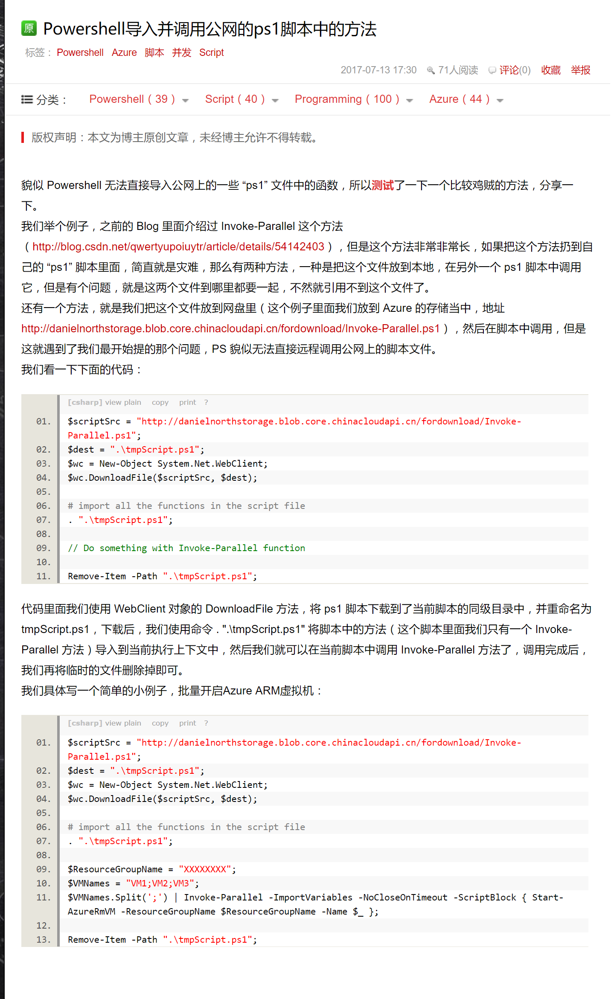 原 Powershell导入并调用公网的ps1脚本中的方法
标签： Powershell Azure 脚本 并发 Script
2017-07-13 17:30 71人阅读 评论(0) 收藏 举报
分类： Powershell（39） Script（40） Programming（100） Azure（44）
版权声明：本文为博主原创文章，未经博主允许不得转载。
貌似 Powershell 无法直接导入公网上的一些 “ps1” 文件中的函数，所以测试了一下一个比较鸡贼的方法，分享一
下。
我们举个例子，之前的 Blog 里面介绍过 Invoke-Parallel 这个方法
（http://blog.csdn.net/qwertyupoiuytr/article/details/54142403），但是这个方法非常非常长，如果把这个方法扔到自
己的 “ps1” 脚本里面，简直就是灾难，那么有两种方法，一种是把这个文件放到本地，在另外一个 ps1 脚本中调用
它，但是有个问题，就是这两个文件到哪里都要一起，不然就引用不到这个文件了。
还有一个方法，就是我们把这个文件放到网盘里（这个例子里面我们放到 Azure 的存储当中，地址
http://danielnorthstorage.blob.core.chinacloudapi.cn/fordownload/Invoke-Parallel.ps1），然后在脚本中调用，但是
这就遇到了我们最开始提的那个问题，PS 貌似无法直接远程调用公网上的脚本文件。
我们看一下下面的代码：
[csharp] view plain copy print ?
01. $scriptSrc = "http://danielnorthstorage.blob.core.chinacloudapi.cn/fordownload/Invoke-
Parallel.ps1";
02. $dest = ".\tmpScript.ps1";
03. $wc = New-Object System.Net.WebClient;
04. $wc.DownloadFile($scriptSrc, $dest);
05.
06. # import all the functions in the script file
07. . ".\tmpScript.ps1";
08.
09. // Do something with Invoke-Parallel function
10.
11. Remove-Item -Path ".\tmpScript.ps1";
代码里面我们使用 WebClient 对象的 DownloadFile 方法，将 ps1 脚本下载到了当前脚本的同级目录中，并重命名为
tmpScript.ps1，下载后，我们使用命令 . ".\tmpScript.ps1" 将脚本中的方法（这个脚本里面我们只有一个 Invoke-
Parallel 方法）导入到当前执行上下文中，然后我们就可以在当前脚本中调用 Invoke-Parallel 方法了，调用完成后，
我们再将临时的文件删除掉即可。
我们具体写一个简单的小例子，批量开启Azure ARM虚拟机：
[csharp] view plain copy print ?
01. $scriptSrc = "http://danielnorthstorage.blob.core.chinacloudapi.cn/fordownload/Invoke-
Parallel.ps1";
02. $dest = ".\tmpScript.ps1";
03. $wc = New-Object System.Net.WebClient;
04. $wc.DownloadFile($scriptSrc, $dest);
05.
06. # import all the functions in the script file
07. . ".\tmpScript.ps1";
08.
09. $ResourceGroupName = "XXXXXXXX";
10. $VMNames = "VM1;VM2;VM3";
11. $VMNames.Split(';') | Invoke-Parallel -ImportVariables -NoCloseOnTimeout -ScriptBlock { Start-
AzureRmVM -ResourceGroupName $ResourceGroupName -Name $_ };
12.
13. Remove-Item -Path ".\tmpScript.ps1";